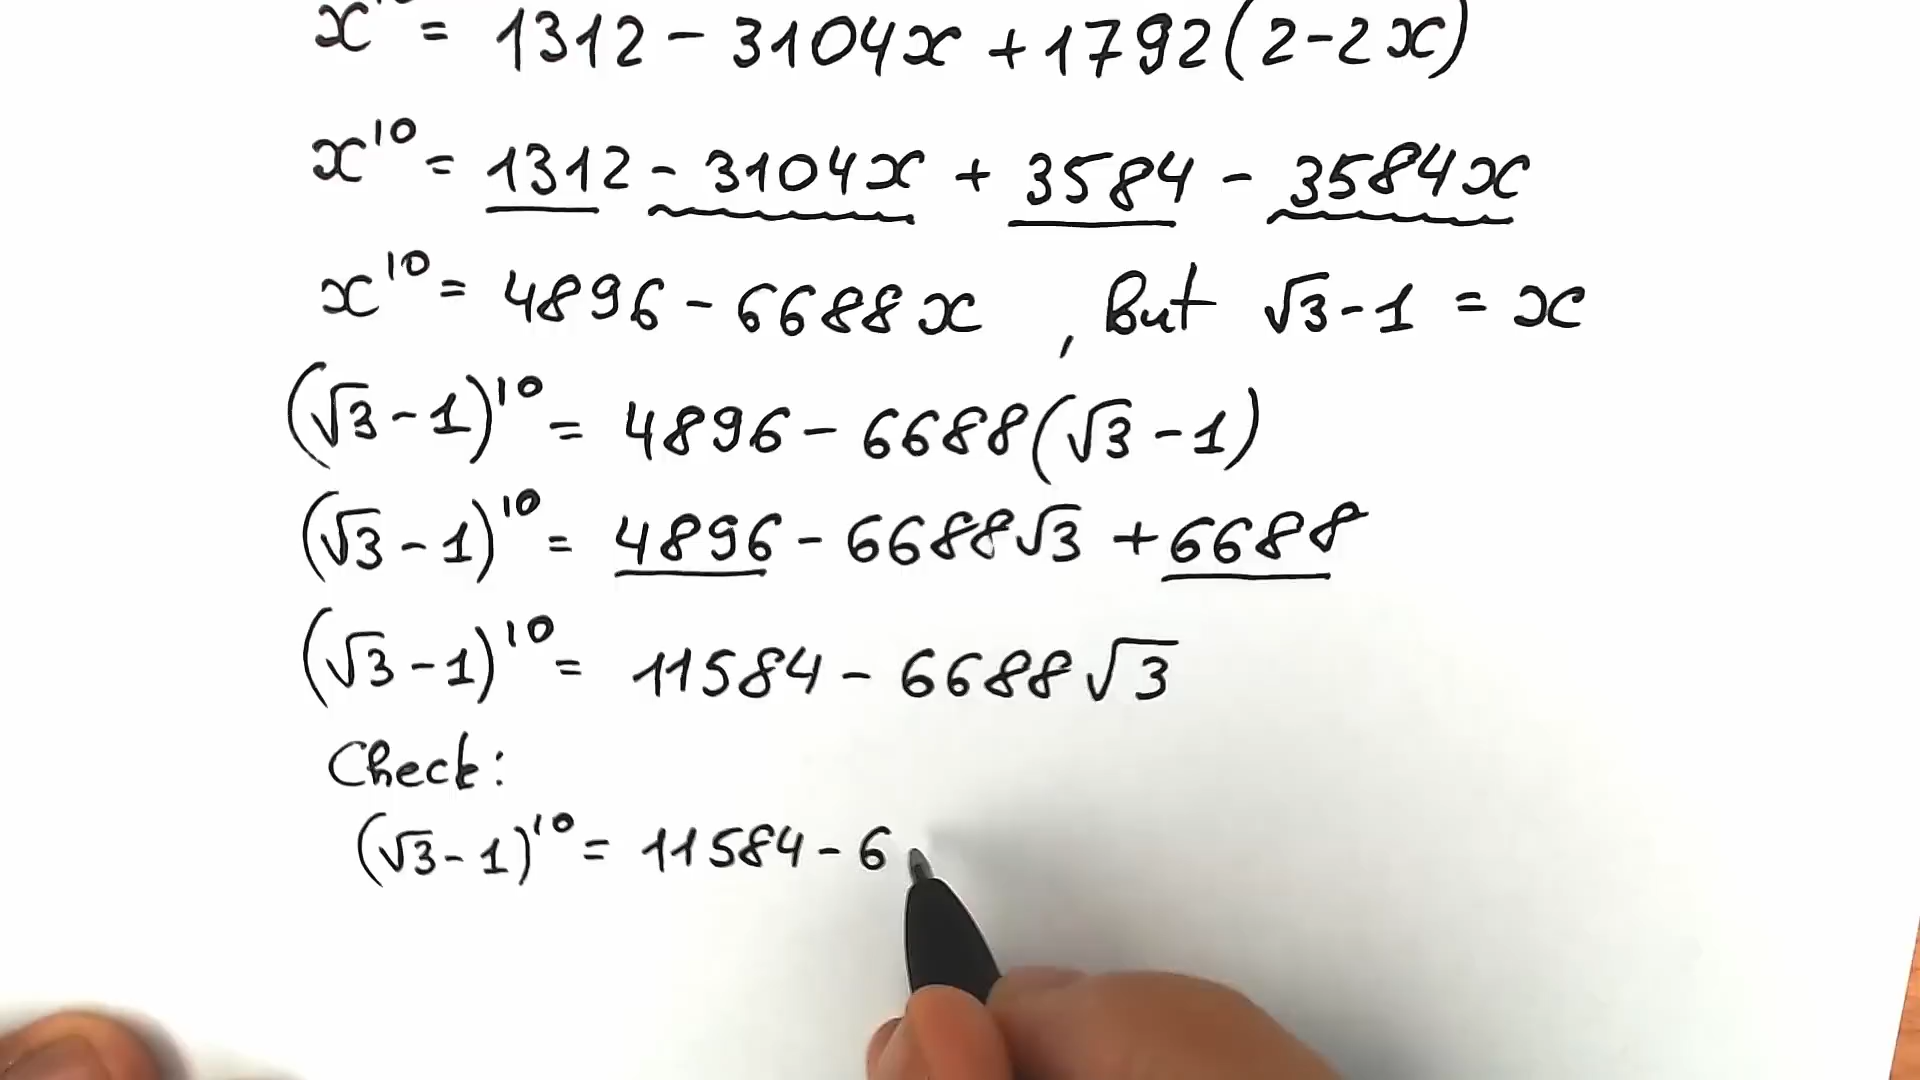 x¹⁰ = 1312 - 3104x + 1792(2-2x)
x¹⁰ = 1312 - 3104x + 3584 - 3584x
x¹⁰ = 4896 - 6688x , But √3-1 = x
(√3-1)¹⁰ = 4896 - 6688(√3-1)
(√3-1)¹⁰ = 4896 - 6688√3 + 6688
(√3-1)¹⁰ = 11584 - 6688√3
Check:
(√3-1)¹⁰ = 11584 - 6